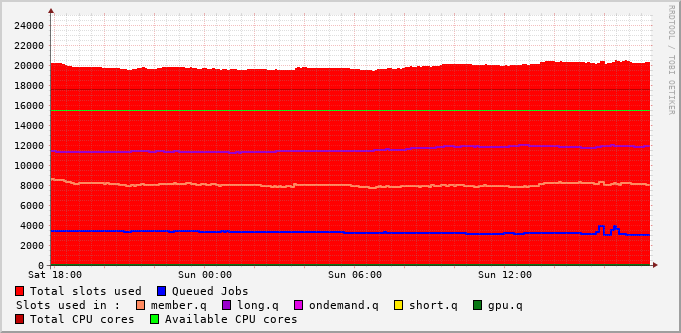 RRDTOOL / TOBI OETIKER
24000
22000
20000
18000
16000
14000
12000
10000
8000
6000
4000
2000
0
Sat 18:00 Sun 00:00 Sun 06:00 Sun 12:00
Total slots used Queued Jobs
Slots used in : member.q long.q ondemand.q short.q gpu.q
Total CPU cores Available CPU cores